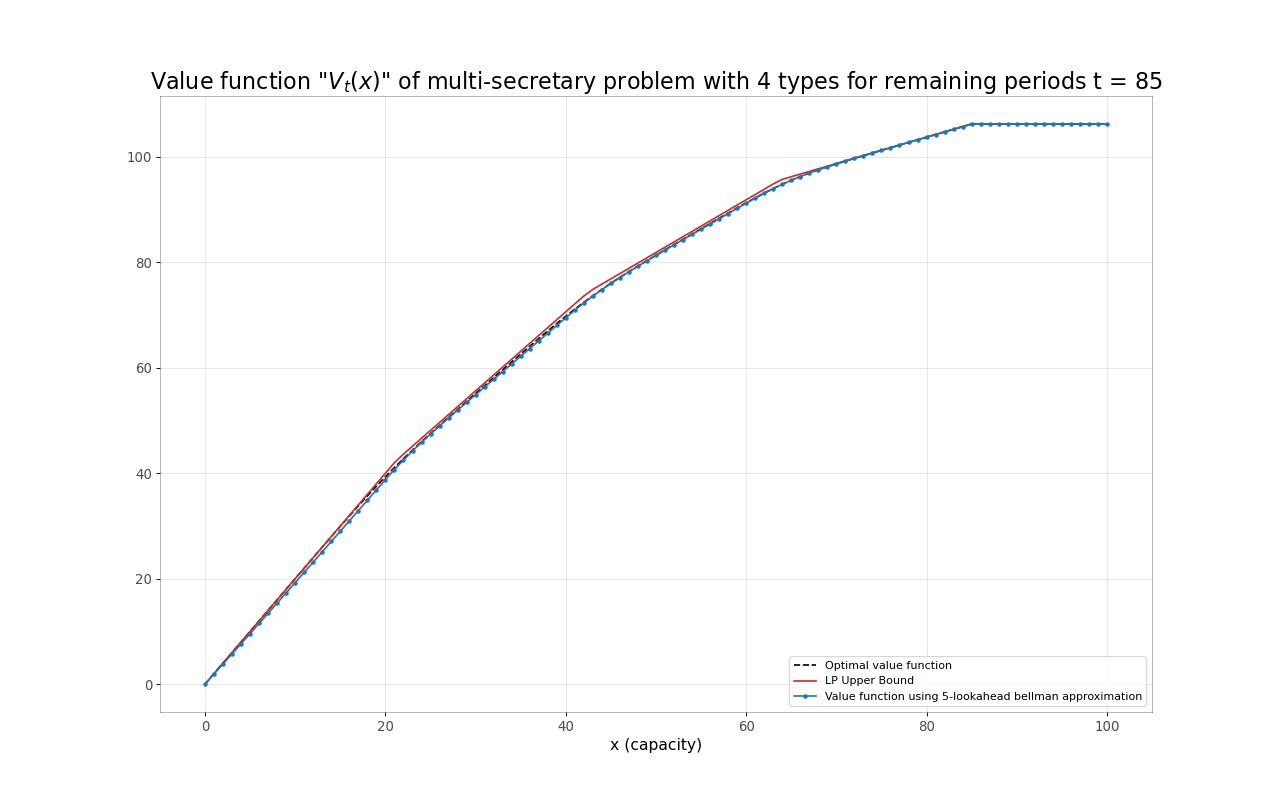 Value function "V_t(x)" of multi-secretary problem with 4 types for remaining periods t = 85
100
80
60
40
20
0
0 20 40 60 80 100
x (capacity)
Optimal value function
LP Upper Bound
Value function using 5-lookahead bellman approximation